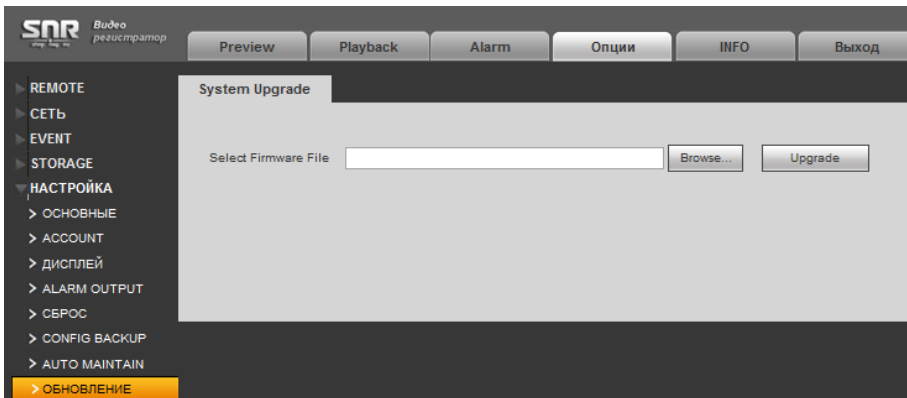 SNR
Видео
регистратор
Preview Playback Alarm Опции INFO Выход
REMOTE
СЕТЬ
EVENT
STORAGE
НАСТРОЙКА
ОСНОВНЫЕ
ACCOUNT
ДИСПЛЕЙ
ALARM OUTPUT
СБРОС
CONFIG BACKUP
AUTO MAINTAIN
ОБНОВЛЕНИЕ
System Upgrade
Select Firmware File Browse... Upgrade